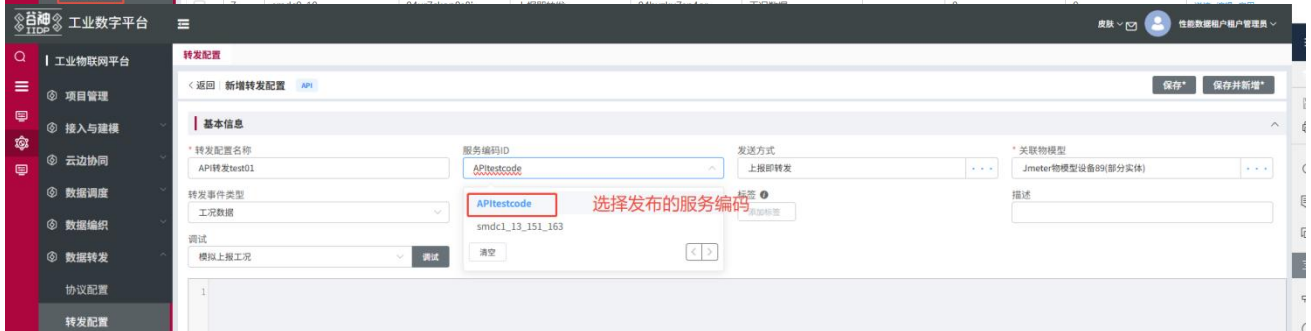 谷神 IIDP 工业数字平台
皮肤
性能数据租户租户管理员
工业物联网平台
转发配置
<返回 新增转发配置 API
保存* 保存并新增*
项目管理
接入与建模
云边协同
数据调度
数据编织
数据转发
协议配置
转发配置
基本信息
* 转发配置名称 服务编码ID 发送方式 * 关联物模型
API转发test01 APItestcode 上报即转发 ... Jmeter物模型设备89(部分实体) ...
转发事件类型 标签 描述
工况数据 添加标签
APItestcode 选择发布的服务编码
smdc1_13_151_163
清空 < >
调试
模拟上报工况 调试
1